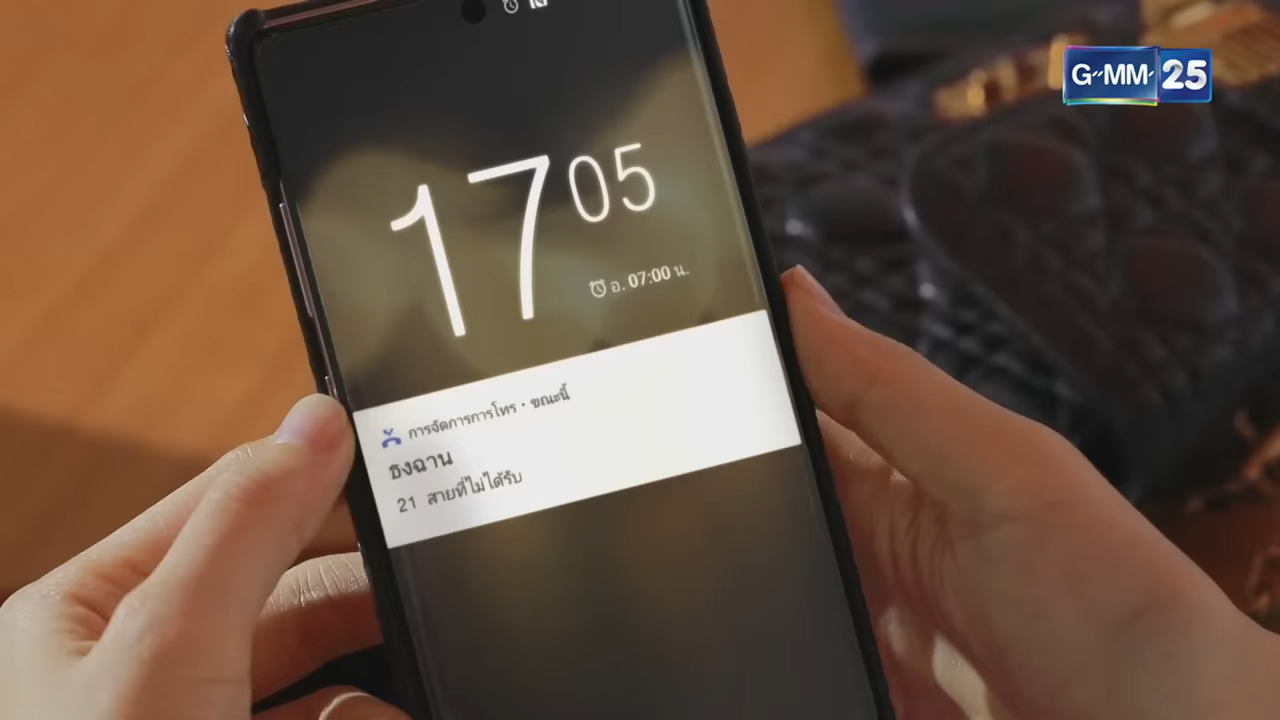 G"MM' 25
17 05
อ. 07:00 น.
การจัดการการโทร • ขณะนี้
ธงฉาน
21 สายที่ไม่ได้รับ